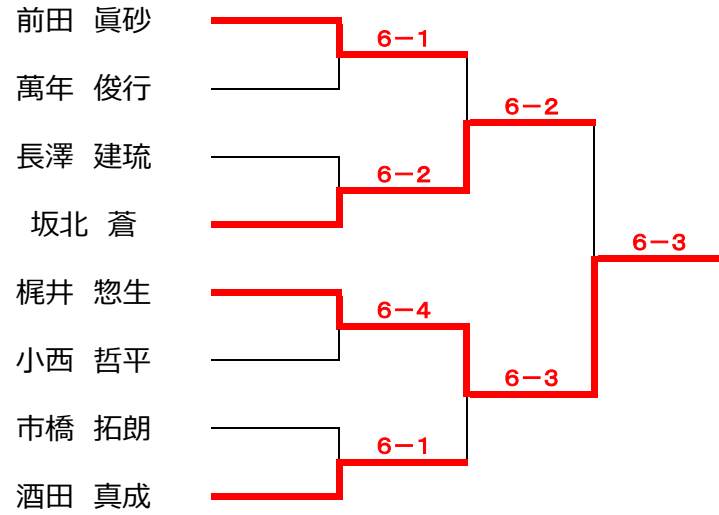 前田 眞砂
6－1
萬年 俊行
6－2
長澤 建琉
6－2
坂北 蒼
6－3
梶井 惣生
6－4
小西 哲平
6－3
市橋 拓朗
6－1
酒田 真成